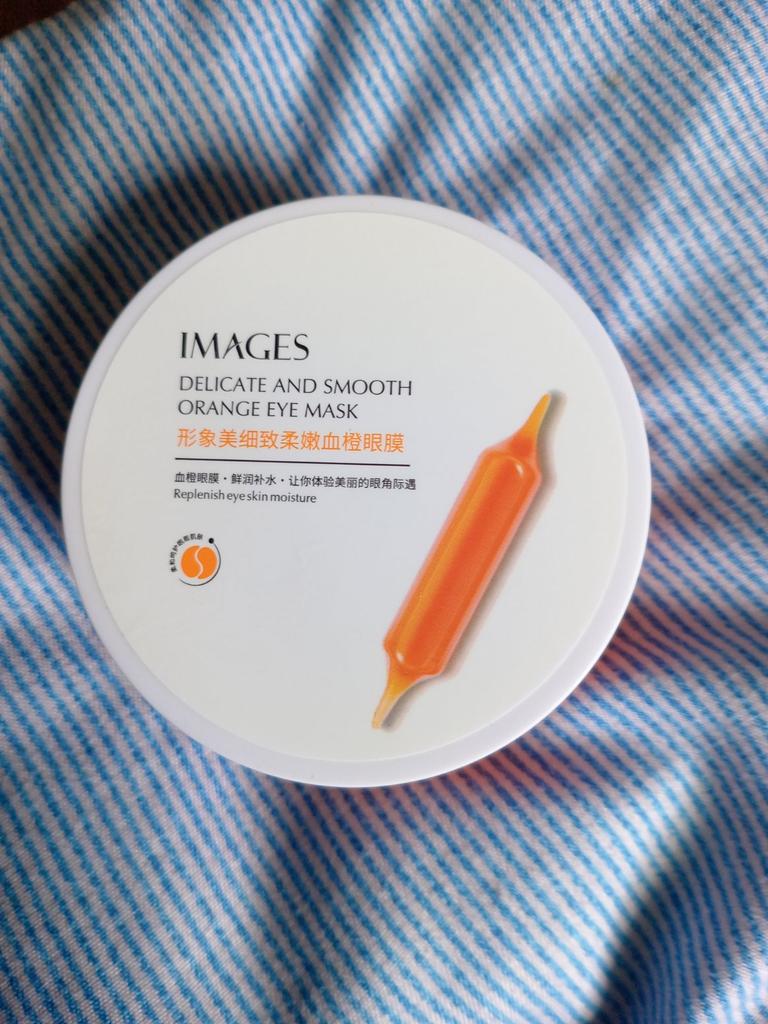 IMAGES
DELICATE AND SMOOTH
ORANGE EYE MASK
形象美细致柔嫩血橙眼膜
血橙眼膜·鲜润补水·让你体验美丽的眼角际遇
Replenish eye skin moisture